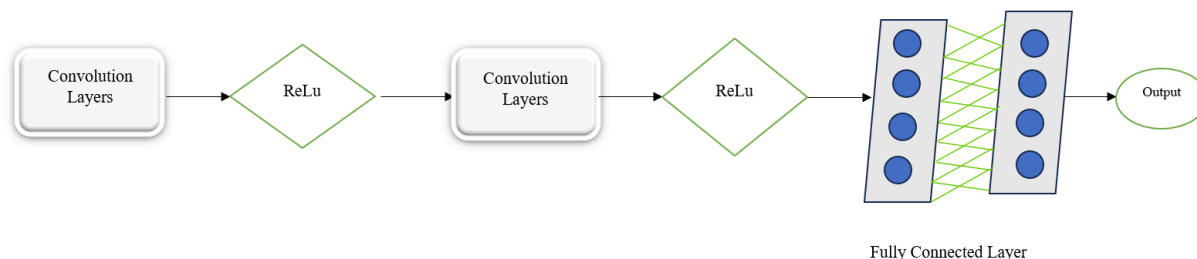 Convolution
Layers
ReLu
Convolution
Layers
ReLu
Output
Fully Connected Layer